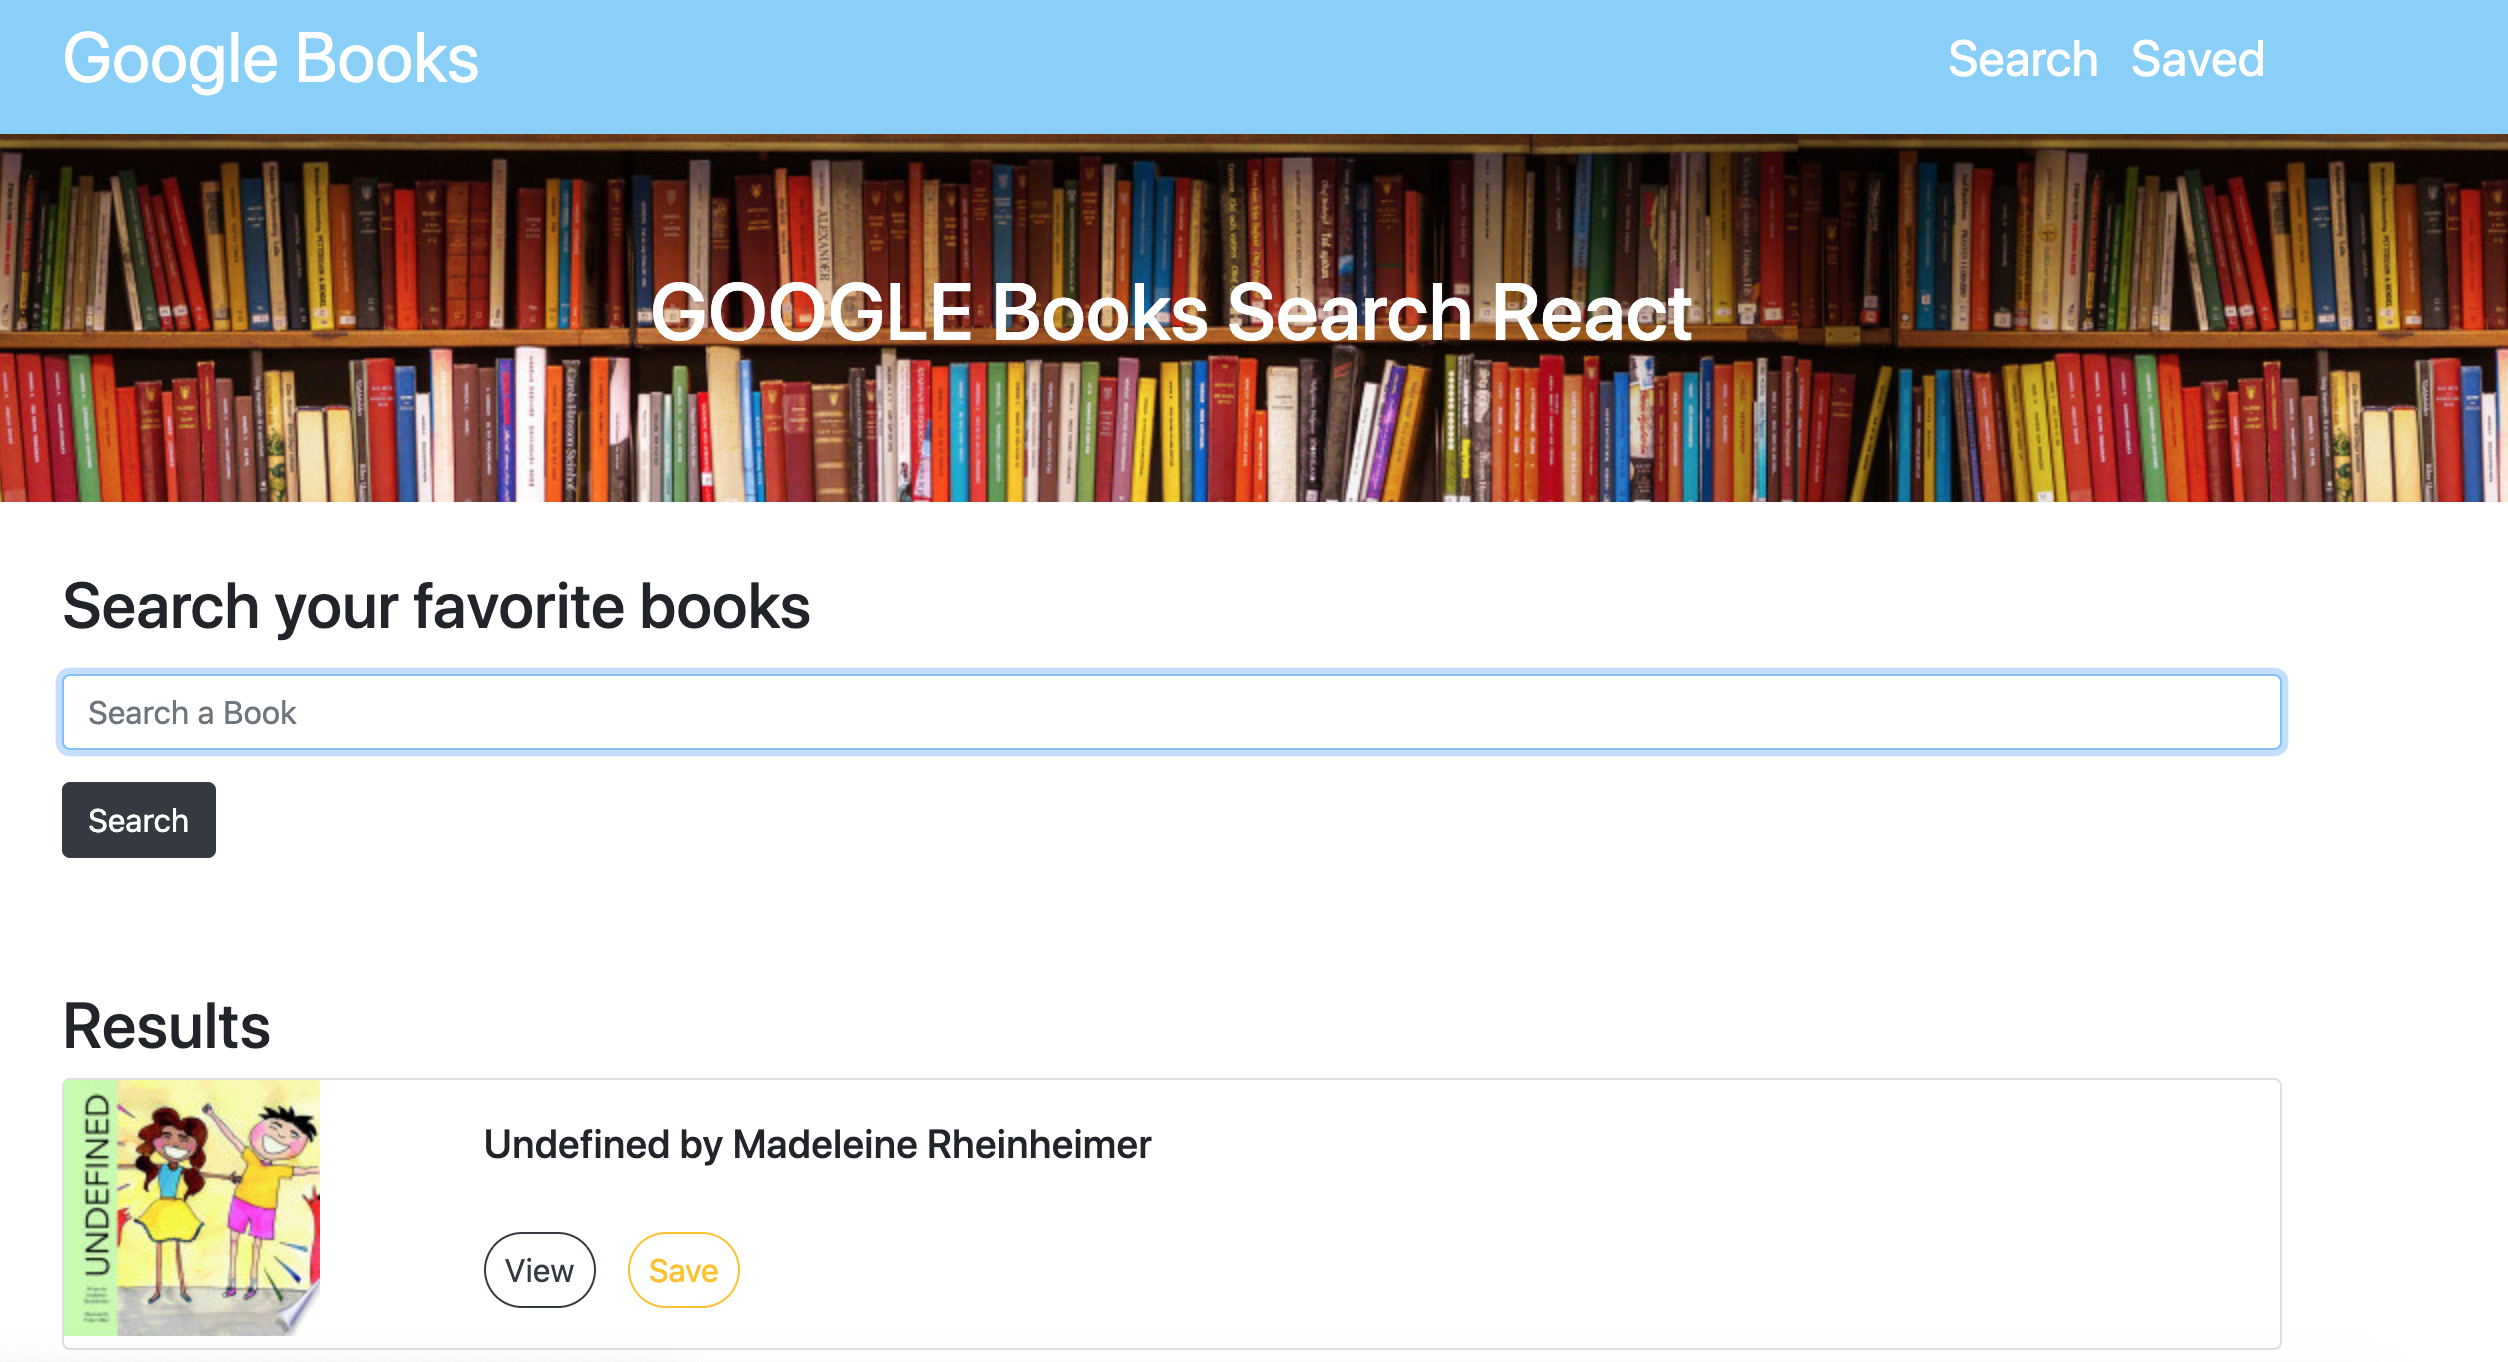 Google Books
Search Saved
ALEXANDER
GOOGLE Books Search React
Search your favorite books
Search a Book
Search
Results
UNDEFINED
Undefined by Madeleine Rheinheimer
View Save